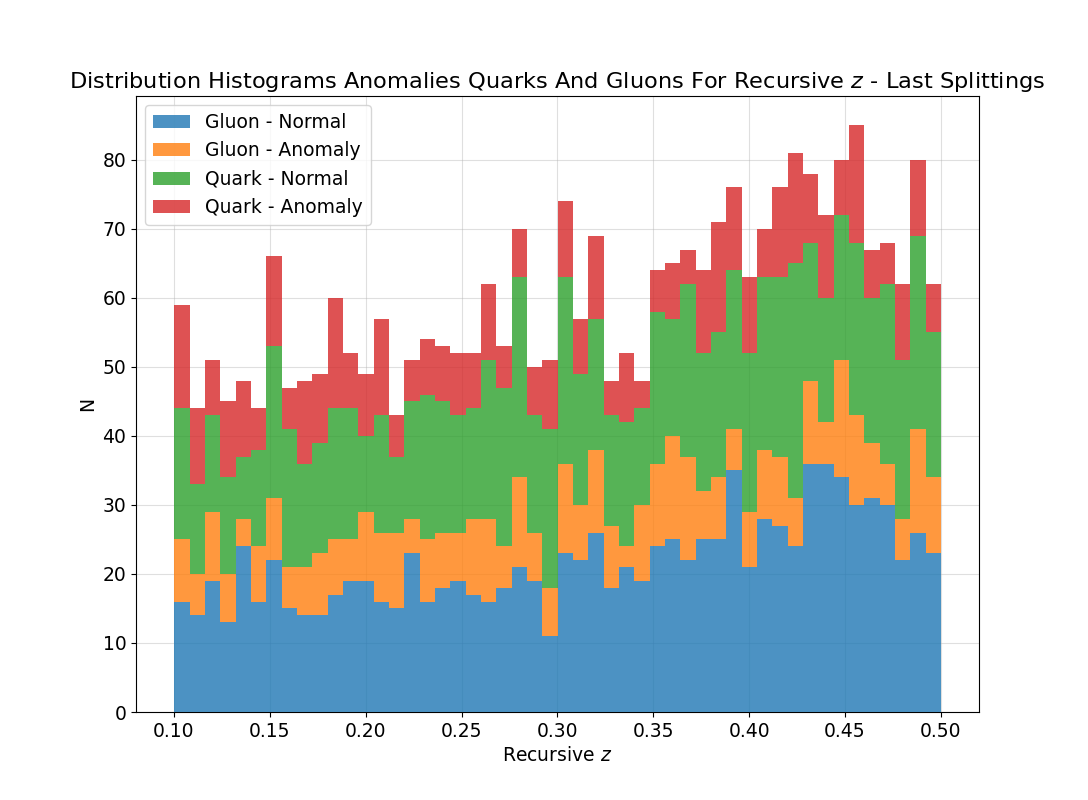 Distribution Histograms Anomalies Quarks And Gluons For Recursive z - Last Splittings
Gluon - Normal
Gluon - Anomaly
Quark - Normal
Quark - Anomaly
N
80
70
60
50
40
30
20
10
0
0.10 0.15 0.20 0.25 0.30 0.35 0.40 0.45 0.50
Recursive z